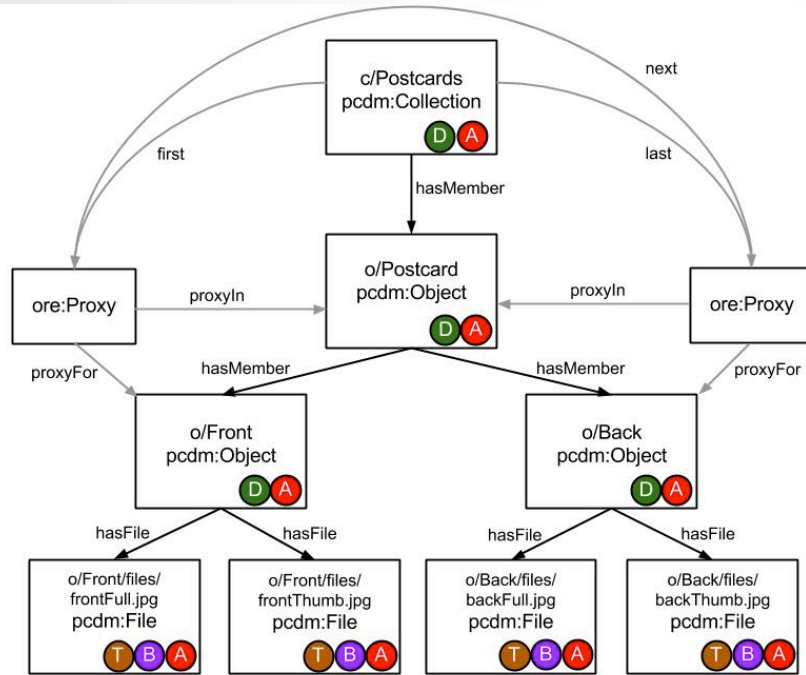 c/Postcards
pcdm:Collection
D A
next
first
last
hasMember
o/Postcard
pcdm:Object
D A
ore:Proxy
proxyIn
proxyIn
ore:Proxy
proxyFor
hasMember
hasMember
proxyFor
o/Front
pcdm:Object
D A
o/Back
pcdm:Object
D A
hasFile
hasFile
hasFile
hasFile
o/Front/files/
frontFull.jpg
pcdm:File
T B A
o/Front/files/
frontThumb.jpg
pcdm:File
T B A
o/Back/files/
backFull.jpg
pcdm:File
T B A
o/Back/files/
backThumb.jpg
pcdm:File
T B A